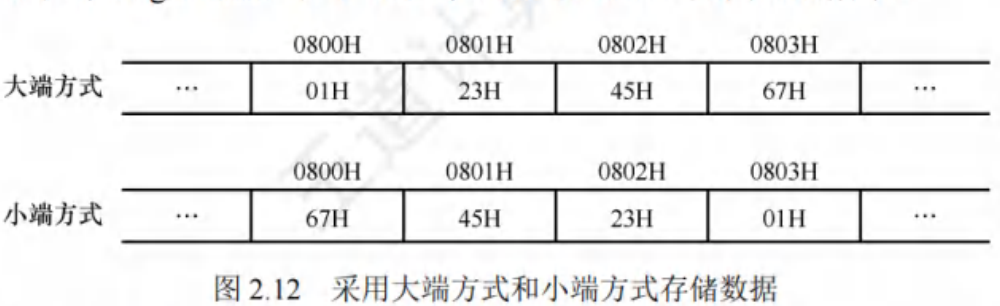 0800H 0801H 0802H 0803H
大端方式 … 01H 23H 45H 67H …
0800H 0801H 0802H 0803H
小端方式 … 67H 45H 23H 01H …
图 2.12 采用大端方式和小端方式存储数据